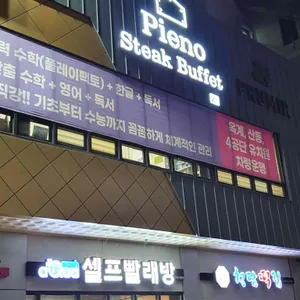 Pieno
Steak Buffet
수학(플레이팩토) + 한글 + 독서
수학 + 영어 + 독서
기초부터 수능까지 꼼꼼하게 체계적인 관리
옥계, 산동,
4공단 유치원
차량운행
셀프빨래방